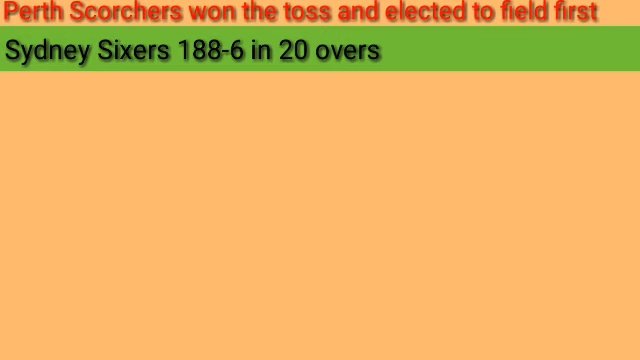 Perth Scorchers won the toss and elected to field first
Sydney Sixers 188-6 in 20 overs